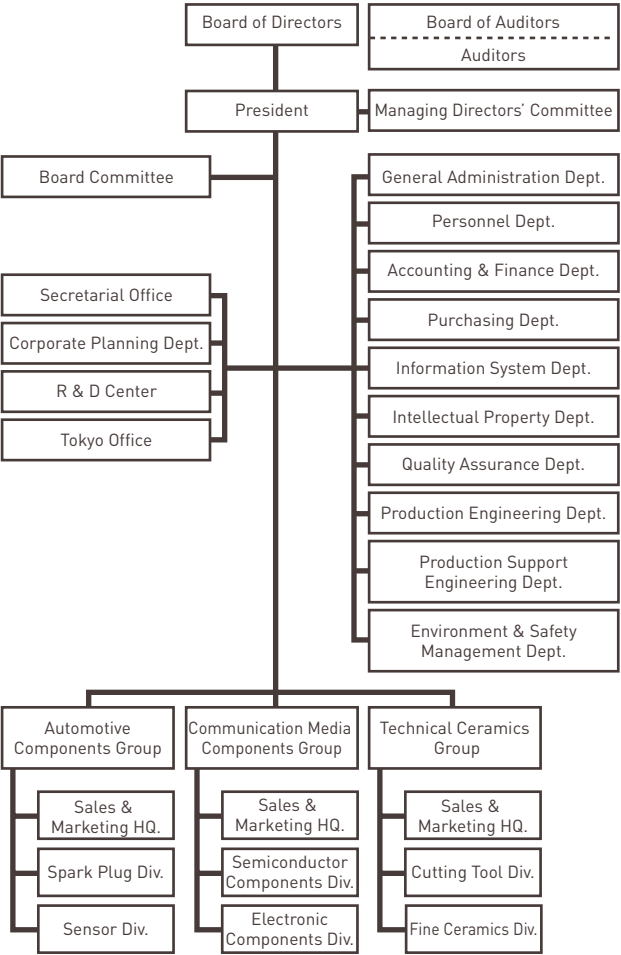 Board of Directors
Board of Auditors
Auditors
President
Managing Directors' Committee
Board Committee
General Administration Dept.
Personnel Dept.
Accounting & Finance Dept.
Purchasing Dept.
Information System Dept.
Intellectual Property Dept.
Quality Assurance Dept.
Production Engineering Dept.
Production Support
Engineering Dept.
Environment & Safety
Management Dept.
Secretarial Office
Corporate Planning Dept.
R & D Center
Tokyo Office
Automotive
Components Group
Sales &
Marketing HQ.
Spark Plug Div.
Sensor Div.
Communication Media
Components Group
Sales &
Marketing HQ.
Semiconductor
Components Div.
Electronic
Components Div.
Technical Ceramics
Group
Sales &
Marketing HQ.
Cutting Tool Div.
Fine Ceramics Div.